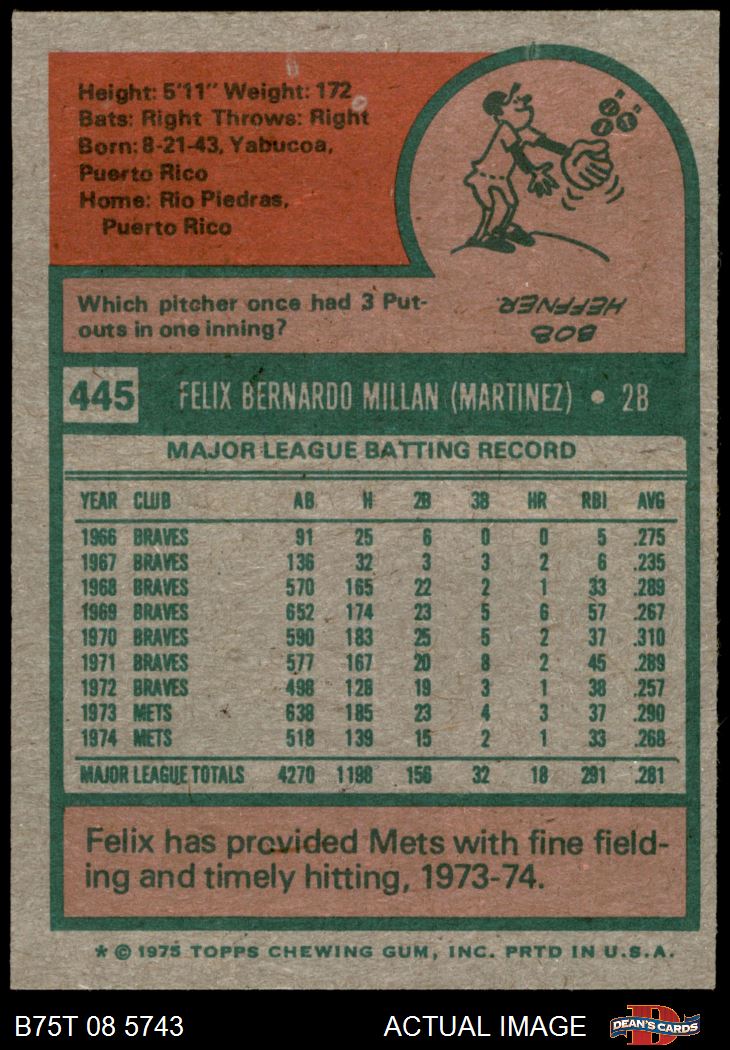 Height: 5'11" Weight: 172
Bats: Right Throws: Right
Born: 8-21-43, Yabucoa,
Puerto Rico
Home: Rio Piedras,
Puerto Rico
Which pitcher once had 3 Put-
outs in one inning?
BOB
HEFFNER.
445 FELIX BERNARDO MILLAN (MARTINEZ) • 2B
MAJOR LEAGUE BATTING RECORD
YEAR CLUB AB H 2B 3B HR RBI AVG
1966 BRAVES 91 25 6 0 0 5 .275
1967 BRAVES 136 32 3 3 2 6 .235
1968 BRAVES 570 165 22 2 1 33 .289
1969 BRAVES 652 174 23 5 6 57 .267
1970 BRAVES 590 183 25 5 2 37 .310
1971 BRAVES 577 167 20 8 2 45 .289
1972 BRAVES 498 128 19 3 1 38 .257
1973 METS 638 185 23 4 3 37 .290
1974 METS 518 139 15 2 1 33 .268
MAJOR LEAGUE TOTALS 4270 1198 156 32 18 291 .281
Felix has provided Mets with fine field-
ing and timely hitting, 1973-74.
* © 1975 TOPPS CHEWING GUM, INC. PRTD IN U.S.A.
B75T 08 5743 ACTUAL IMAGE DEAN'S CARDS